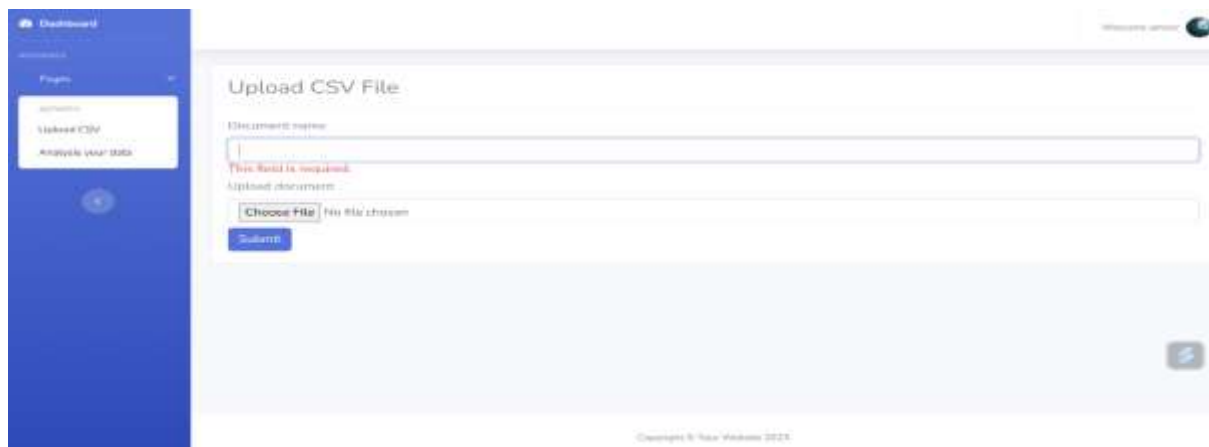 Dashboard
Pages
Upload CSV
Analysis your data
Welcome
Upload CSV File
Document name
This field is required.
Upload document
Choose File No file chosen
Submit
Copyright © Your Website